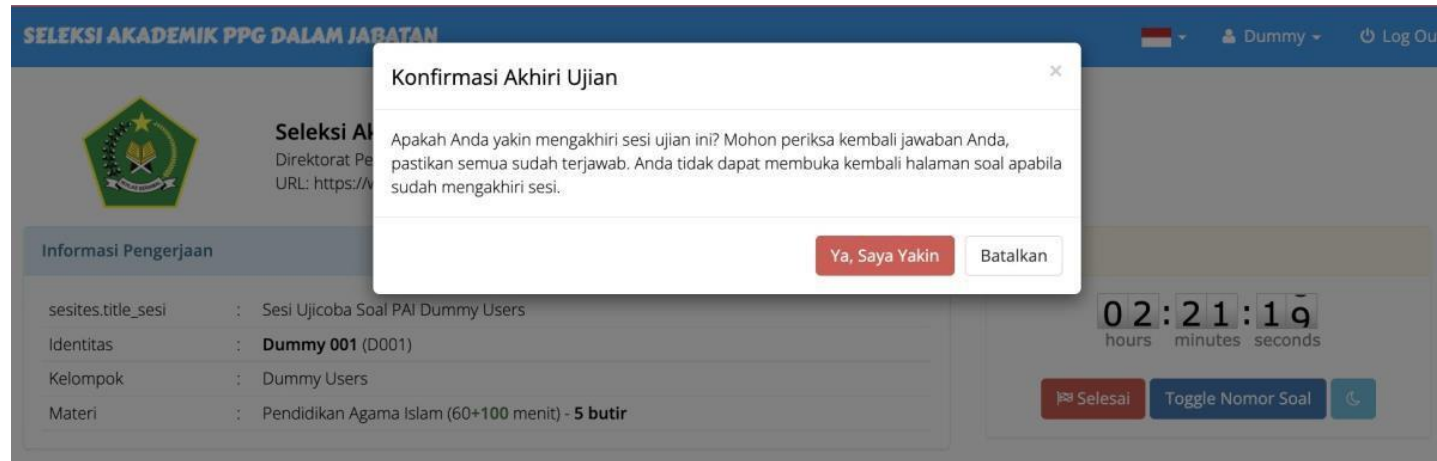 SELEKSI AKADEMIK PPG DALAM JABATAN
Dummy
Log Ou
Konfirmasi Akhiri Ujian
×
Seleksi Ak
Direktorat Pe
URL: https://v
Apakah Anda yakin mengakhiri sesi ujian ini? Mohon periksa kembali jawaban Anda,
pastikan semua sudah terjawab. Anda tidak dapat membuka kembali halaman soal apabila
sudah mengakhiri sesi.
Ya, Saya Yakin
Batalkan
Informasi Pengerjaan
sesites.title_sesi : Sesi Ujicoba Soal PAI Dummy Users
Identitas : Dummy 001 (D001)
Kelompok : Dummy Users
Materi : Pendidikan Agama Islam (60+100 menit) - 5 butir
02:21:19
hours minutes seconds
Selesai
Toggle Nomor Soal